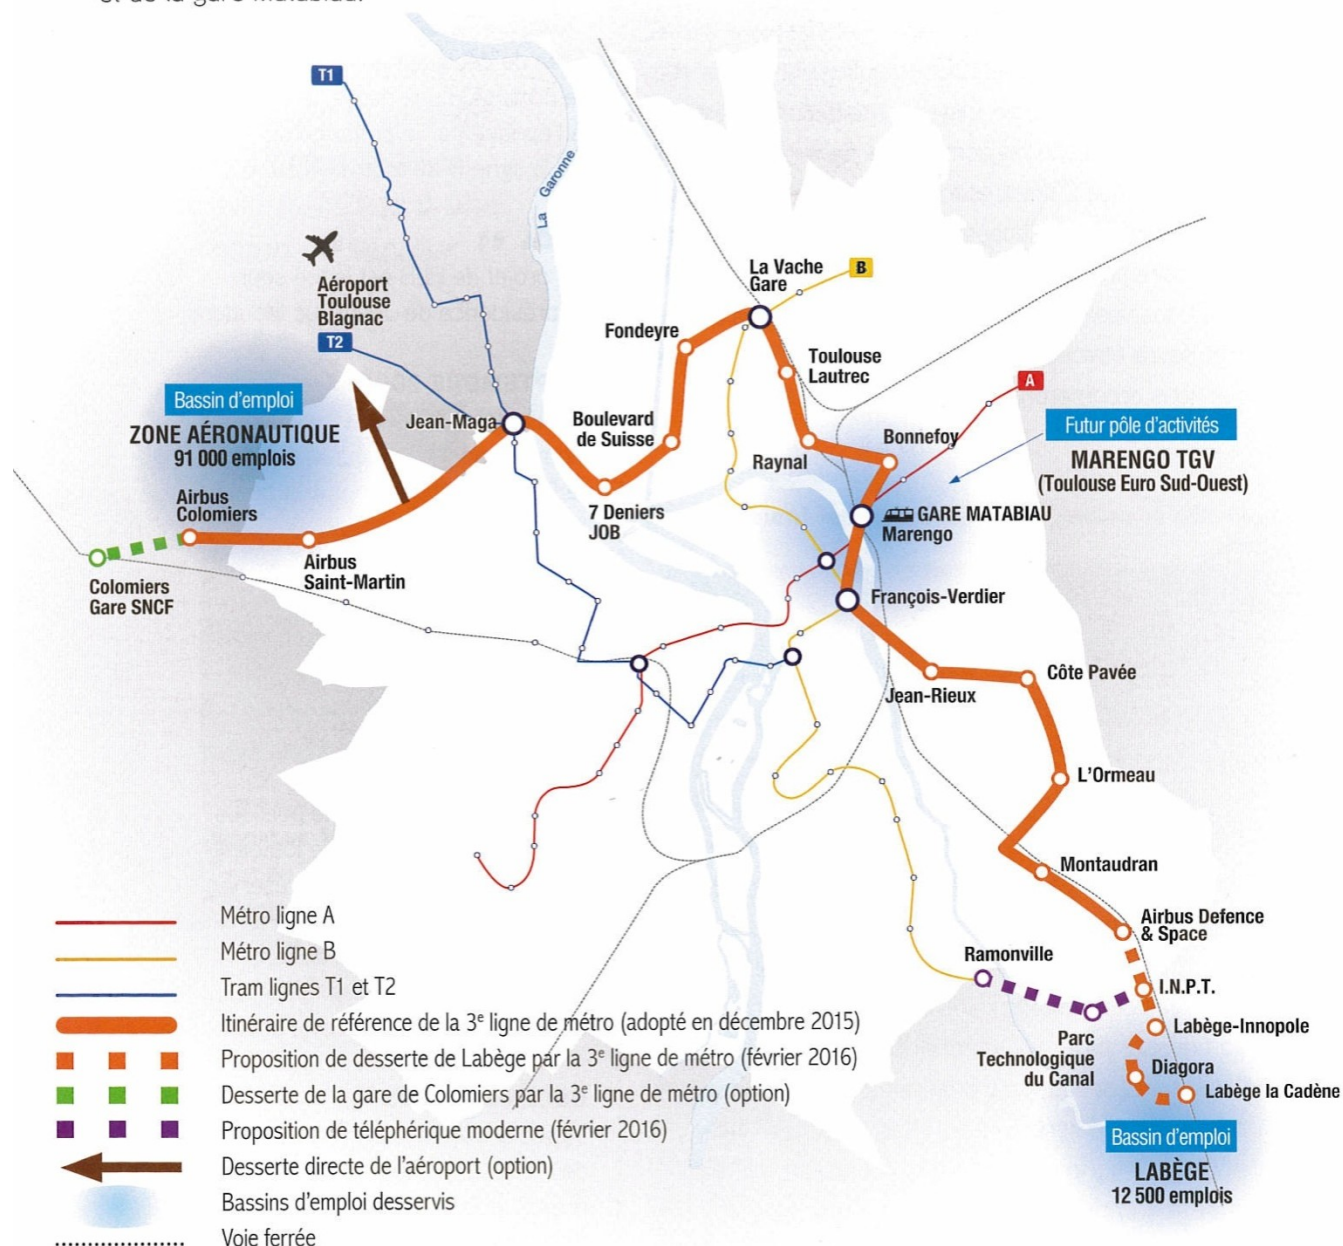 et de la gare Matabiau.
T1
La Garonne
Aéroport
Toulouse
Blagnac
T2
La Vache
Gare
B
Fondeyre
Toulouse
Lautrec
A
Bassin d'emploi
ZONE AÉRONAUTIQUE
91 000 emplois
Jean-Maga
Boulevard
de Suisse
Raynal
Bonnefoy
Futur pôle d'activités
MARENGO TGV
(Toulouse Euro Sud-Ouest)
Airbus
Colomiers
7 Deniers
JOB
GARE MATABIAU
Marengo
Airbus
Saint-Martin
Colomiers
Gare SNCF
François-Verdier
Jean-Rieux
Côte Pavée
L'Ormeau
Montaudran
Airbus Defence
& Space
Ramonville
I.N.P.T.
Labège-Innopole
Parc
Technologique
du Canal
Diagora
Labège la Cadène
Bassin d'emploi
LABÈGE
12 500 emplois
Métro ligne A
Métro ligne B
Tram lignes T1 et T2
Itinéraire de référence de la 3e ligne de métro (adopté en décembre 2015)
Proposition de desserte de Labège par la 3e ligne de métro (février 2016)
Desserte de la gare de Colomiers par la 3e ligne de métro (option)
Proposition de téléphérique moderne (février 2016)
Desserte directe de l'aéroport (option)
Bassins d'emploi desservis
Voie ferrée